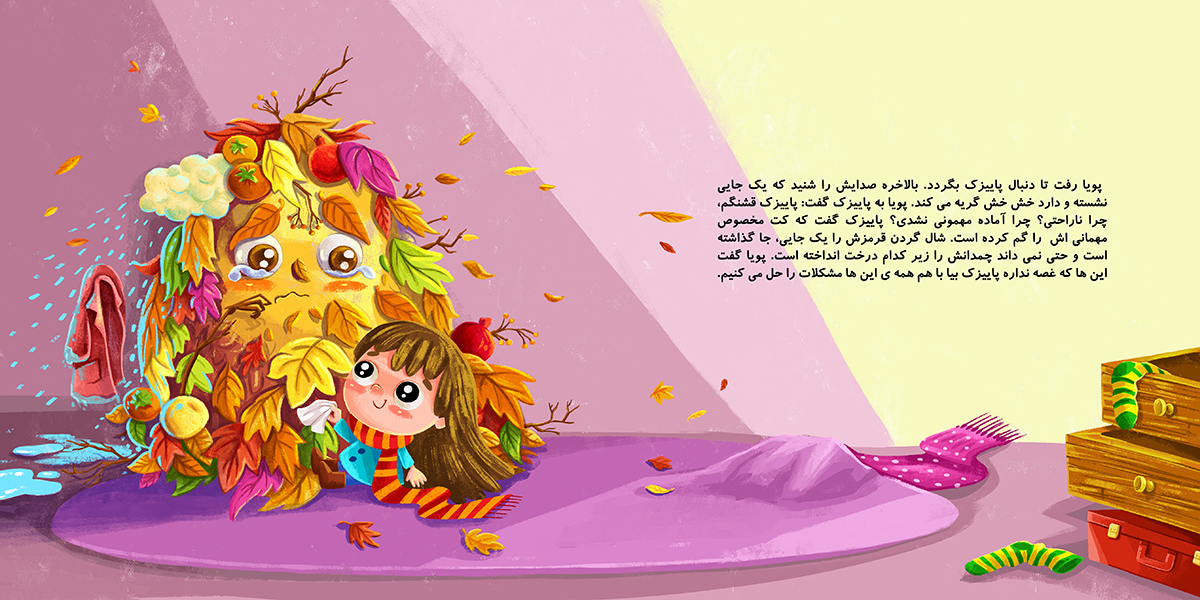 پویا رفت تا دنبال پاییزک بگردد. بالاخره صدایش را شنید که یک جایی
نشسته و دارد خش خش گریه می کند. پویا به پاییزک گفت: پاییزک قشنگم،
چرا ناراحتی؟ چرا آماده مهمونی نشدی؟ پاییزک گفت که کت مخصوص
مهمانی اش را گم کرده است. شال گردن قرمزش را یک جایی، جا گذاشته
است و حتی نمی داند چمدانش را زیر کدام درخت انداخته است. پویا گفت
این ها که غصه نداره پاییزک بیا با هم همه ی این ها مشکلات را حل می کنیم.